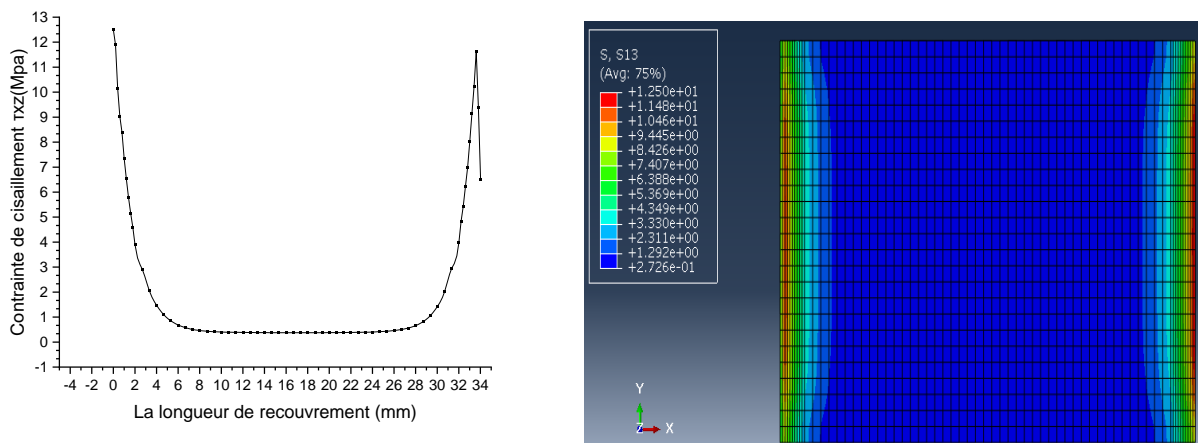 Contrainte de cisaillement τxz(Mpa)
13
12
11
10
9
8
7
6
5
4
3
2
1
0
-1
-4 -2 0 2 4 6 8 10 12 14 16 18 20 22 24 26 28 30 32 34
La longueur de recouvrement (mm)
S, S13
(Avg: 75%)
+1.250e+01
+1.148e+01
+1.046e+01
+9.445e+00
+8.426e+00
+7.407e+00
+6.388e+00
+5.369e+00
+4.349e+00
+3.330e+00
+2.311e+00
+1.292e+00
+2.726e-01
Y
Z X